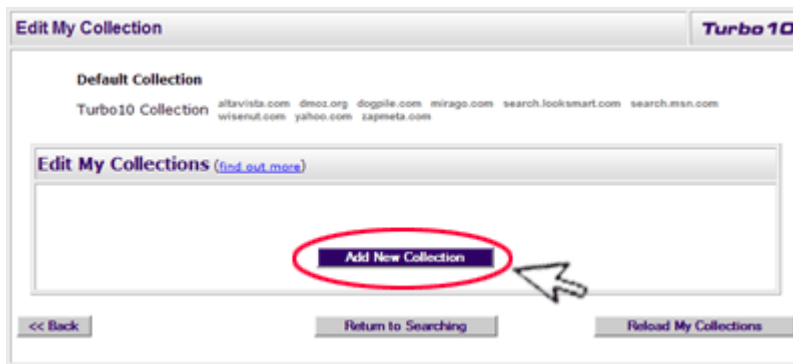 Edit My Collection
Turbo10
Default Collection
Turbo10 Collection altavista.com dmoz.org dogpile.com mirago.com search.looksmart.com search.msn.com
wisenut.com yahoo.com zapmeta.com
Edit My Collections (find out more)
Add New Collection
<< Back
Return to Searching
Reload My Collections